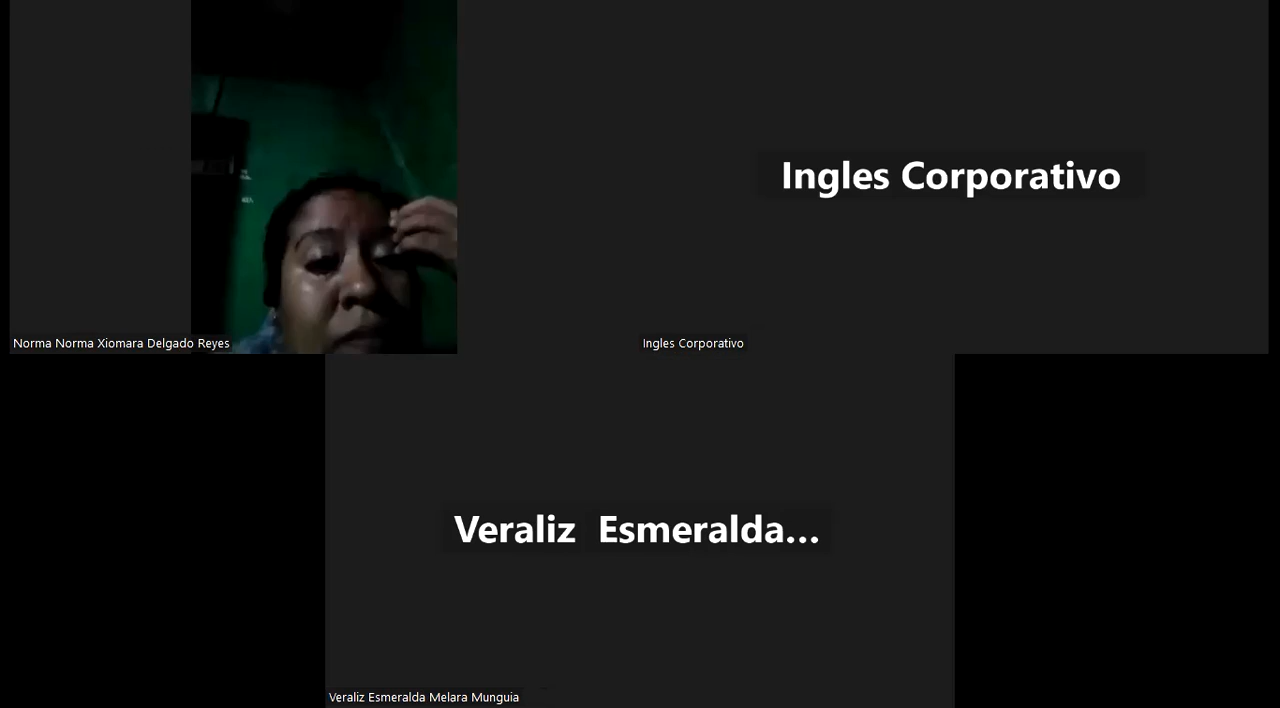 Ingles Corporativo
Norma Norma Xiomara Delgado Reyes
Ingles Corporativo
Veraliz Esmeralda...
Veraliz Esmeralda Melara Munguia